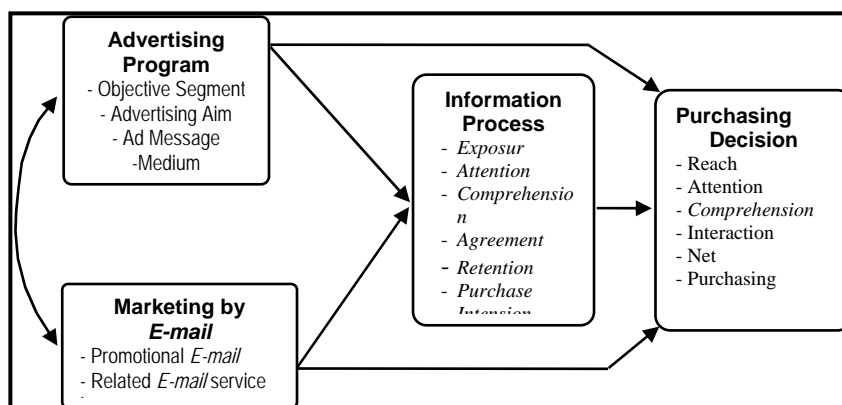 Advertising
Program
- Objective Segment
- Advertising Aim
- Ad Message
-Medium
Marketing by
E-mail
- Promotional E-mail
- Related E-mail service
Information
Process
- Exposur
- Attention
- Comprehensio
n
- Agreement
- Retention
- Purchase
Intension
Purchasing
Decision
- Reach
- Attention
- Comprehension
- Interaction
- Net
- Purchasing